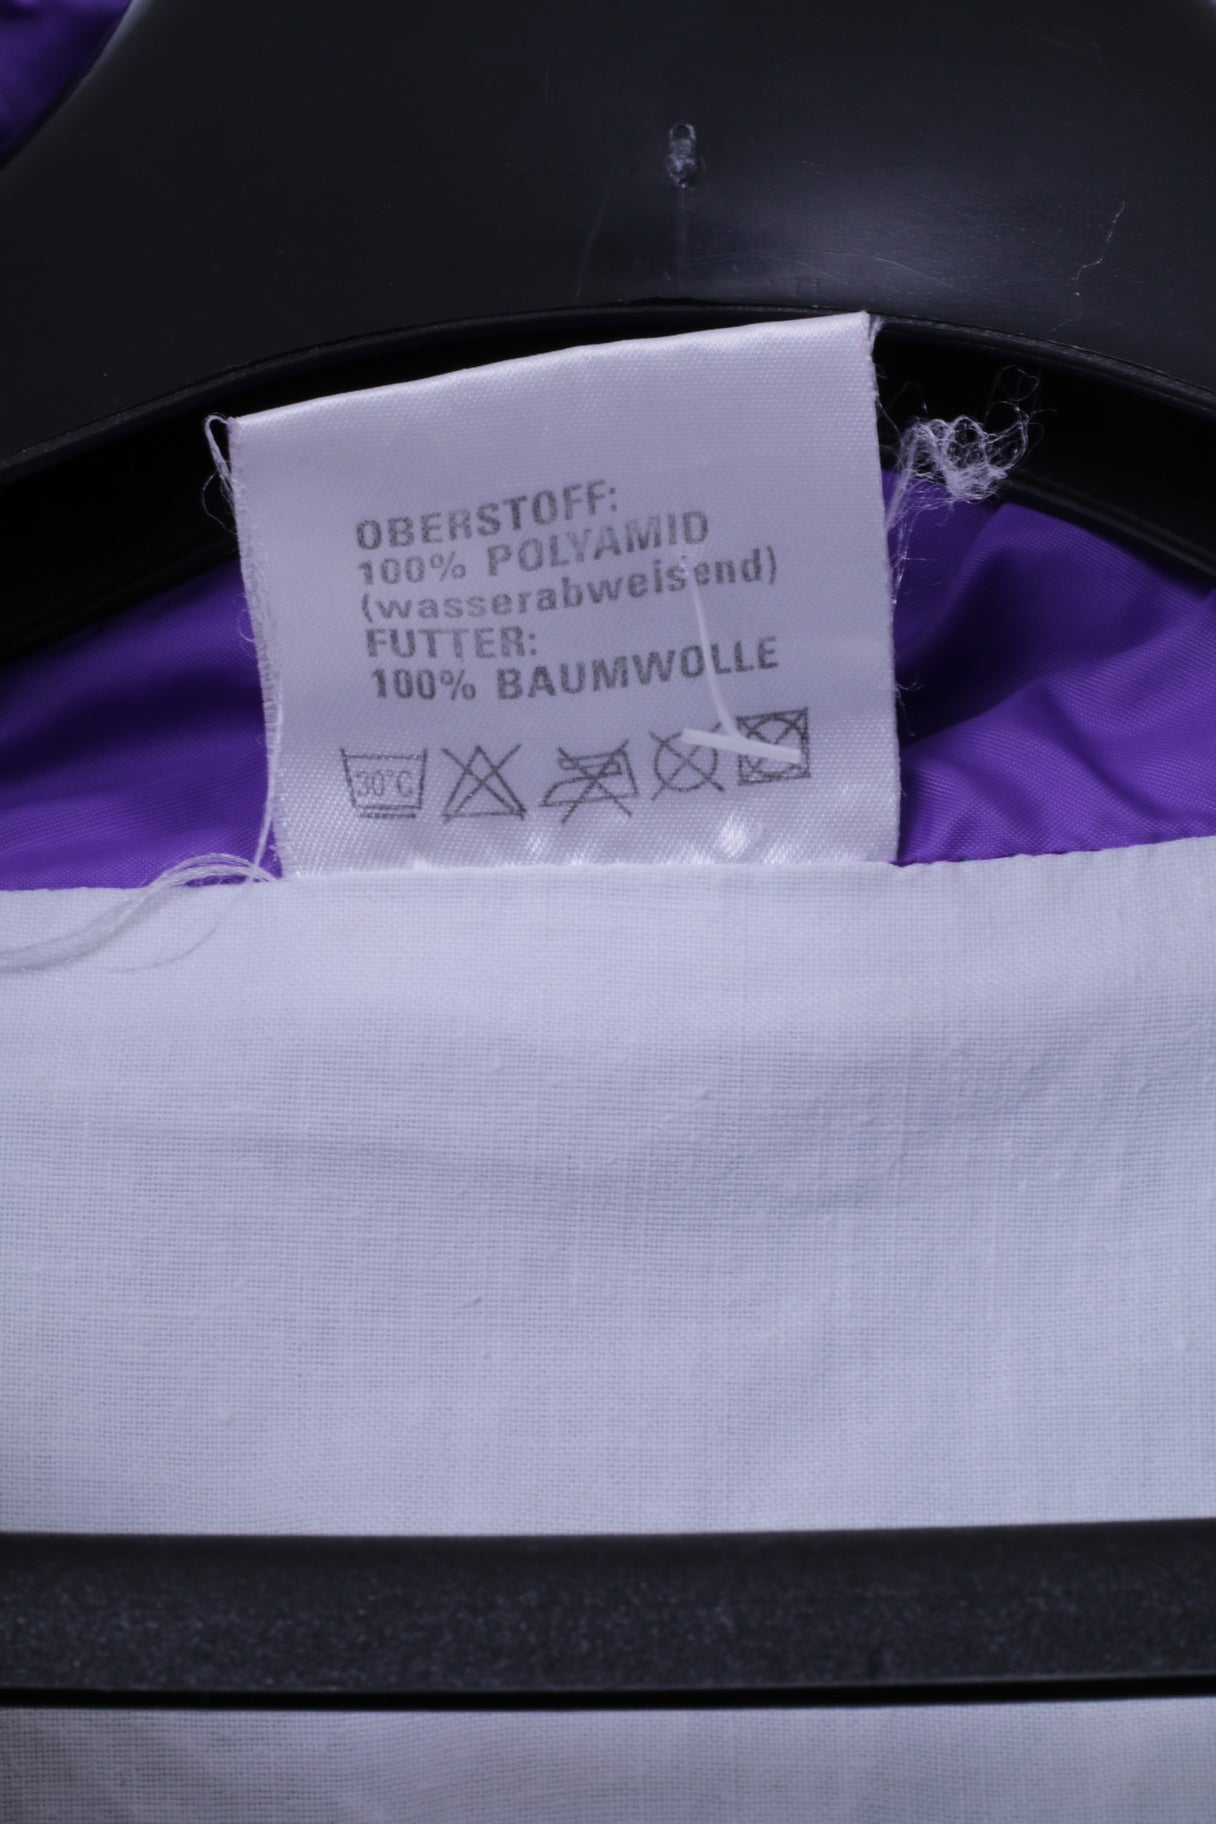 OBERSTOFF:
100% POLYAMID
(wasserabweisend)
FUTTER:
100% BAUMWOLLE
30°C